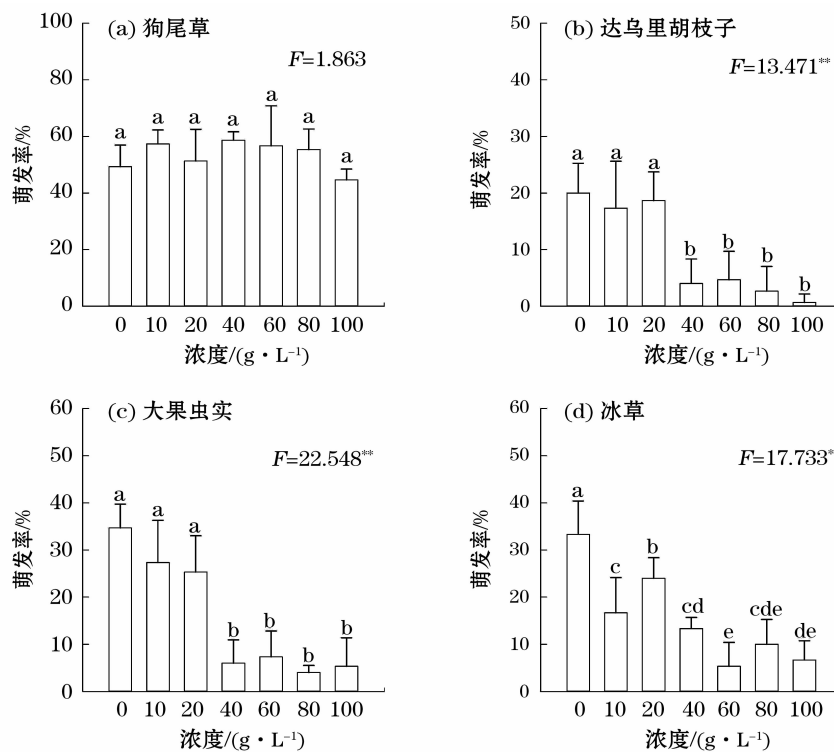 (a) 狗尾草
F=1.863
萌发率/%
100
80
60
40
20
0
a a a a a a a
0 10 20 40 60 80 100
浓度/(g·L⁻¹)
(b) 达乌里胡枝子
F=13.471**
萌发率/%
50
40
30
20
10
0
a a a b b b b
0 10 20 40 60 80 100
浓度/(g·L⁻¹)
(c) 大果虫实
F=22.548**
萌发率/%
60
50
40
30
20
10
0
a a a b b b b
0 10 20 40 60 80 100
浓度/(g·L⁻¹)
(d) 冰草
F=17.733*
萌发率/%
60
50
40
30
20
10
0
a c b cd e cde de
0 10 20 40 60 80 100
浓度/(g·L⁻¹)